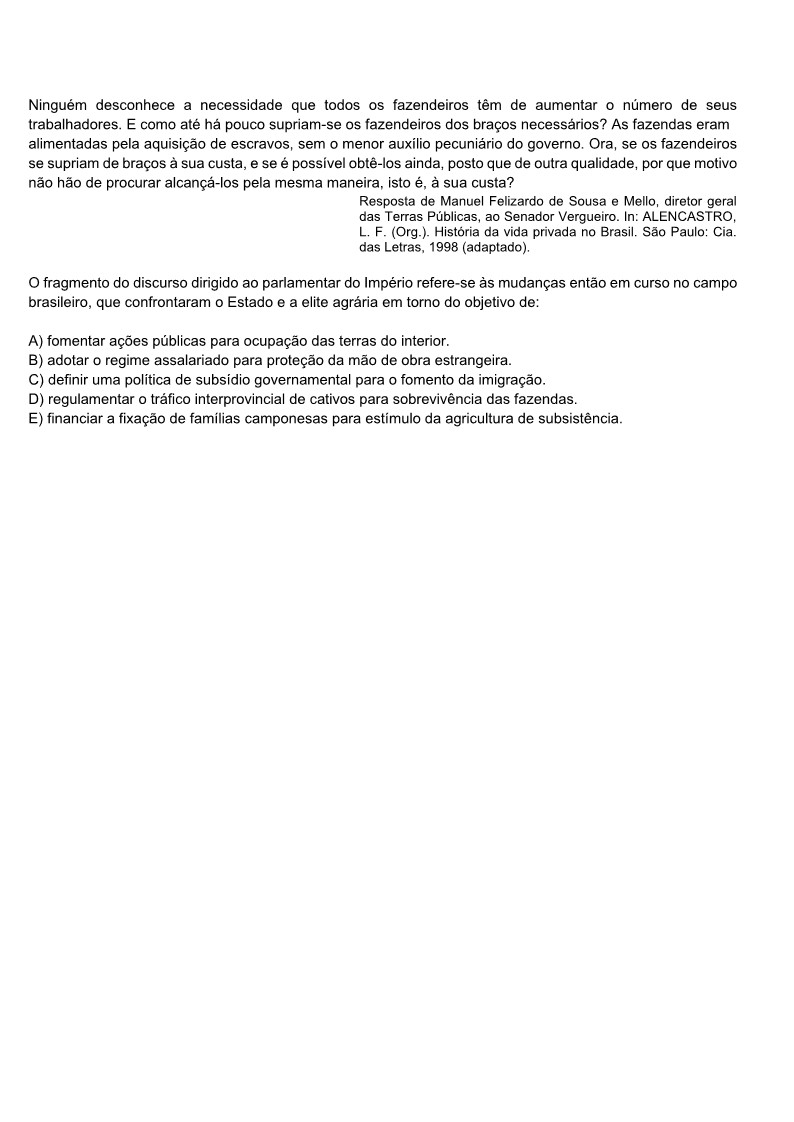 Ninguém desconhece a necessidade que todos os fazendeiros têm de aumentar o número de seus
trabalhadores. E como até há pouco supriam-se os fazendeiros dos braços necessários? As fazendas eram
alimentadas pela aquisição de escravos, sem o menor auxílio pecuniário do governo. Ora, se os fazendeiros
se supriam de braços à sua custa, e se é possível obtê-los ainda, posto que de outra qualidade, por que motivo
não hão de procurar alcançá-los pela mesma maneira, isto é, à sua custa?
Resposta de Manuel Felizardo de Sousa e Mello, diretor geral
das Terras Públicas, ao Senador Vergueiro. In: ALENCASTRO,
L. F. (Org.). História da vida privada no Brasil. São Paulo: Cia.
das Letras, 1998 (adaptado).
O fragmento do discurso dirigido ao parlamentar do Império refere-se às mudanças então em curso no campo
brasileiro, que confrontaram o Estado e a elite agrária em torno do objetivo de:
A) fomentar ações públicas para ocupação das terras do interior.
B) adotar o regime assalariado para proteção da mão de obra estrangeira.
C) definir uma política de subsídio governamental para o fomento da imigração.
D) regulamentar o tráfico interprovincial de cativos para sobrevivência das fazendas.
E) financiar a fixação de famílias camponesas para estímulo da agricultura de subsistência.